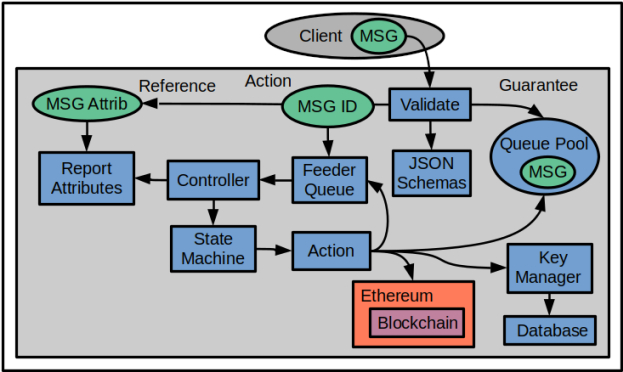 Client
MSG
Reference
Action
Guarantee
MSG Attrib
MSG ID
Validate
Queue Pool
MSG
Report
Attributes
Controller
Feeder
Queue
JSON
Schemas
State
Machine
Action
Key
Manager
Ethereum
Blockchain
Database